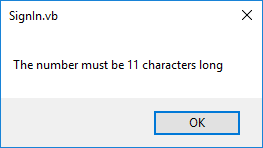 SignIn.vb
The number must be 11 characters long
OK